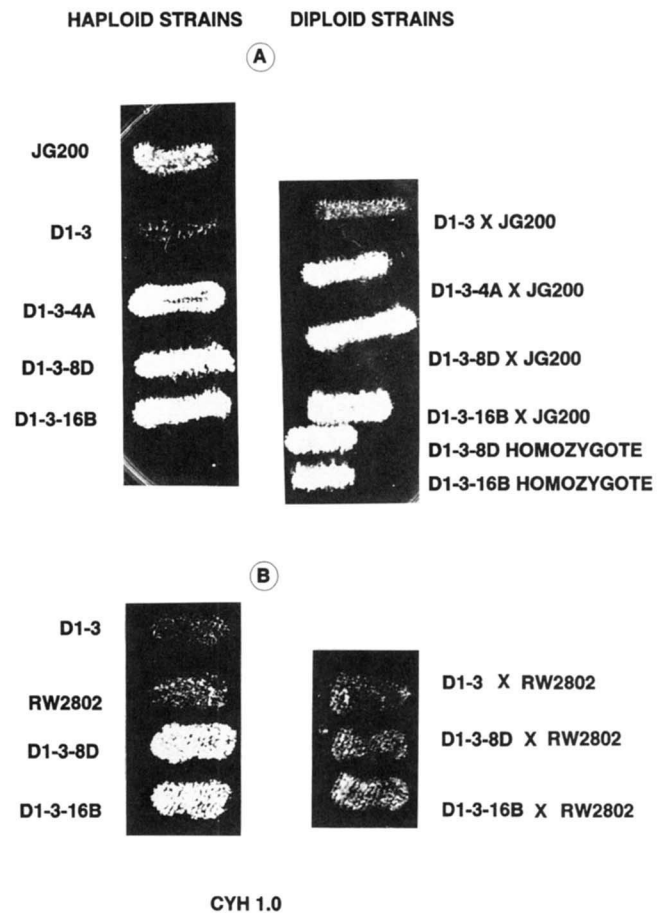 HAPLOID STRAINS
DIPLOID STRAINS
A
JG200
D1-3
D1-3-4A
D1-3-8D
D1-3-16B
D1-3 X JG200
D1-3-4A X JG200
D1-3-8D X JG200
D1-3-16B X JG200
D1-3-8D HOMOZYGOTE
D1-3-16B HOMOZYGOTE
B
D1-3
RW2802
D1-3-8D
D1-3-16B
D1-3 X RW2802
D1-3-8D X RW2802
D1-3-16B X RW2802
CYH 1.0